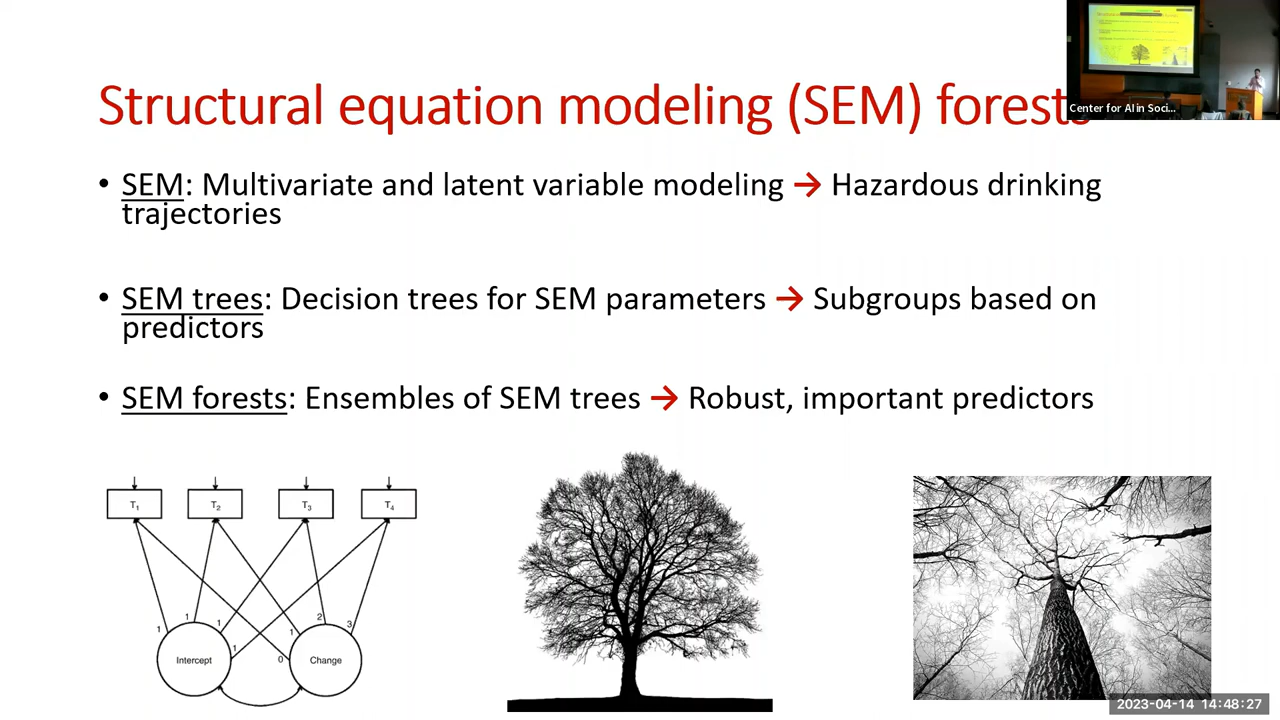 Structural equation modeling (SEM) forests
Center for AI in Soci...
• SEM: Multivariate and latent variable modeling → Hazardous drinking
trajectories
• SEM trees: Decision trees for SEM parameters → Subgroups based on
predictors
• SEM forests: Ensembles of SEM trees → Robust, important predictors
T1 T2 T3 T4
1 1 1 1 0 1 2 3
Intercept Change
2023-04-14 14:48:27